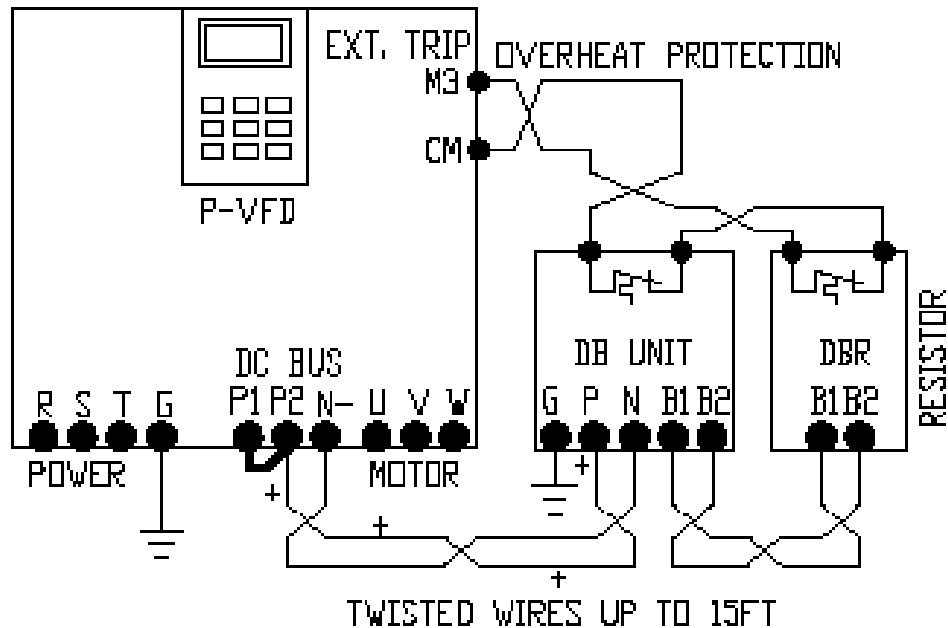 EXT. TRIP
OVERHEAT PROTECTION
M3
CM
P-VFD
DC BUS
R S T G P1 P2 N- U V W
POWER
MOTOR
DB UNIT
G P N B1 B2
DBR
B1 B2
RESISTOR
+
+
+
+
TWISTED WIRES UP TO 15FT